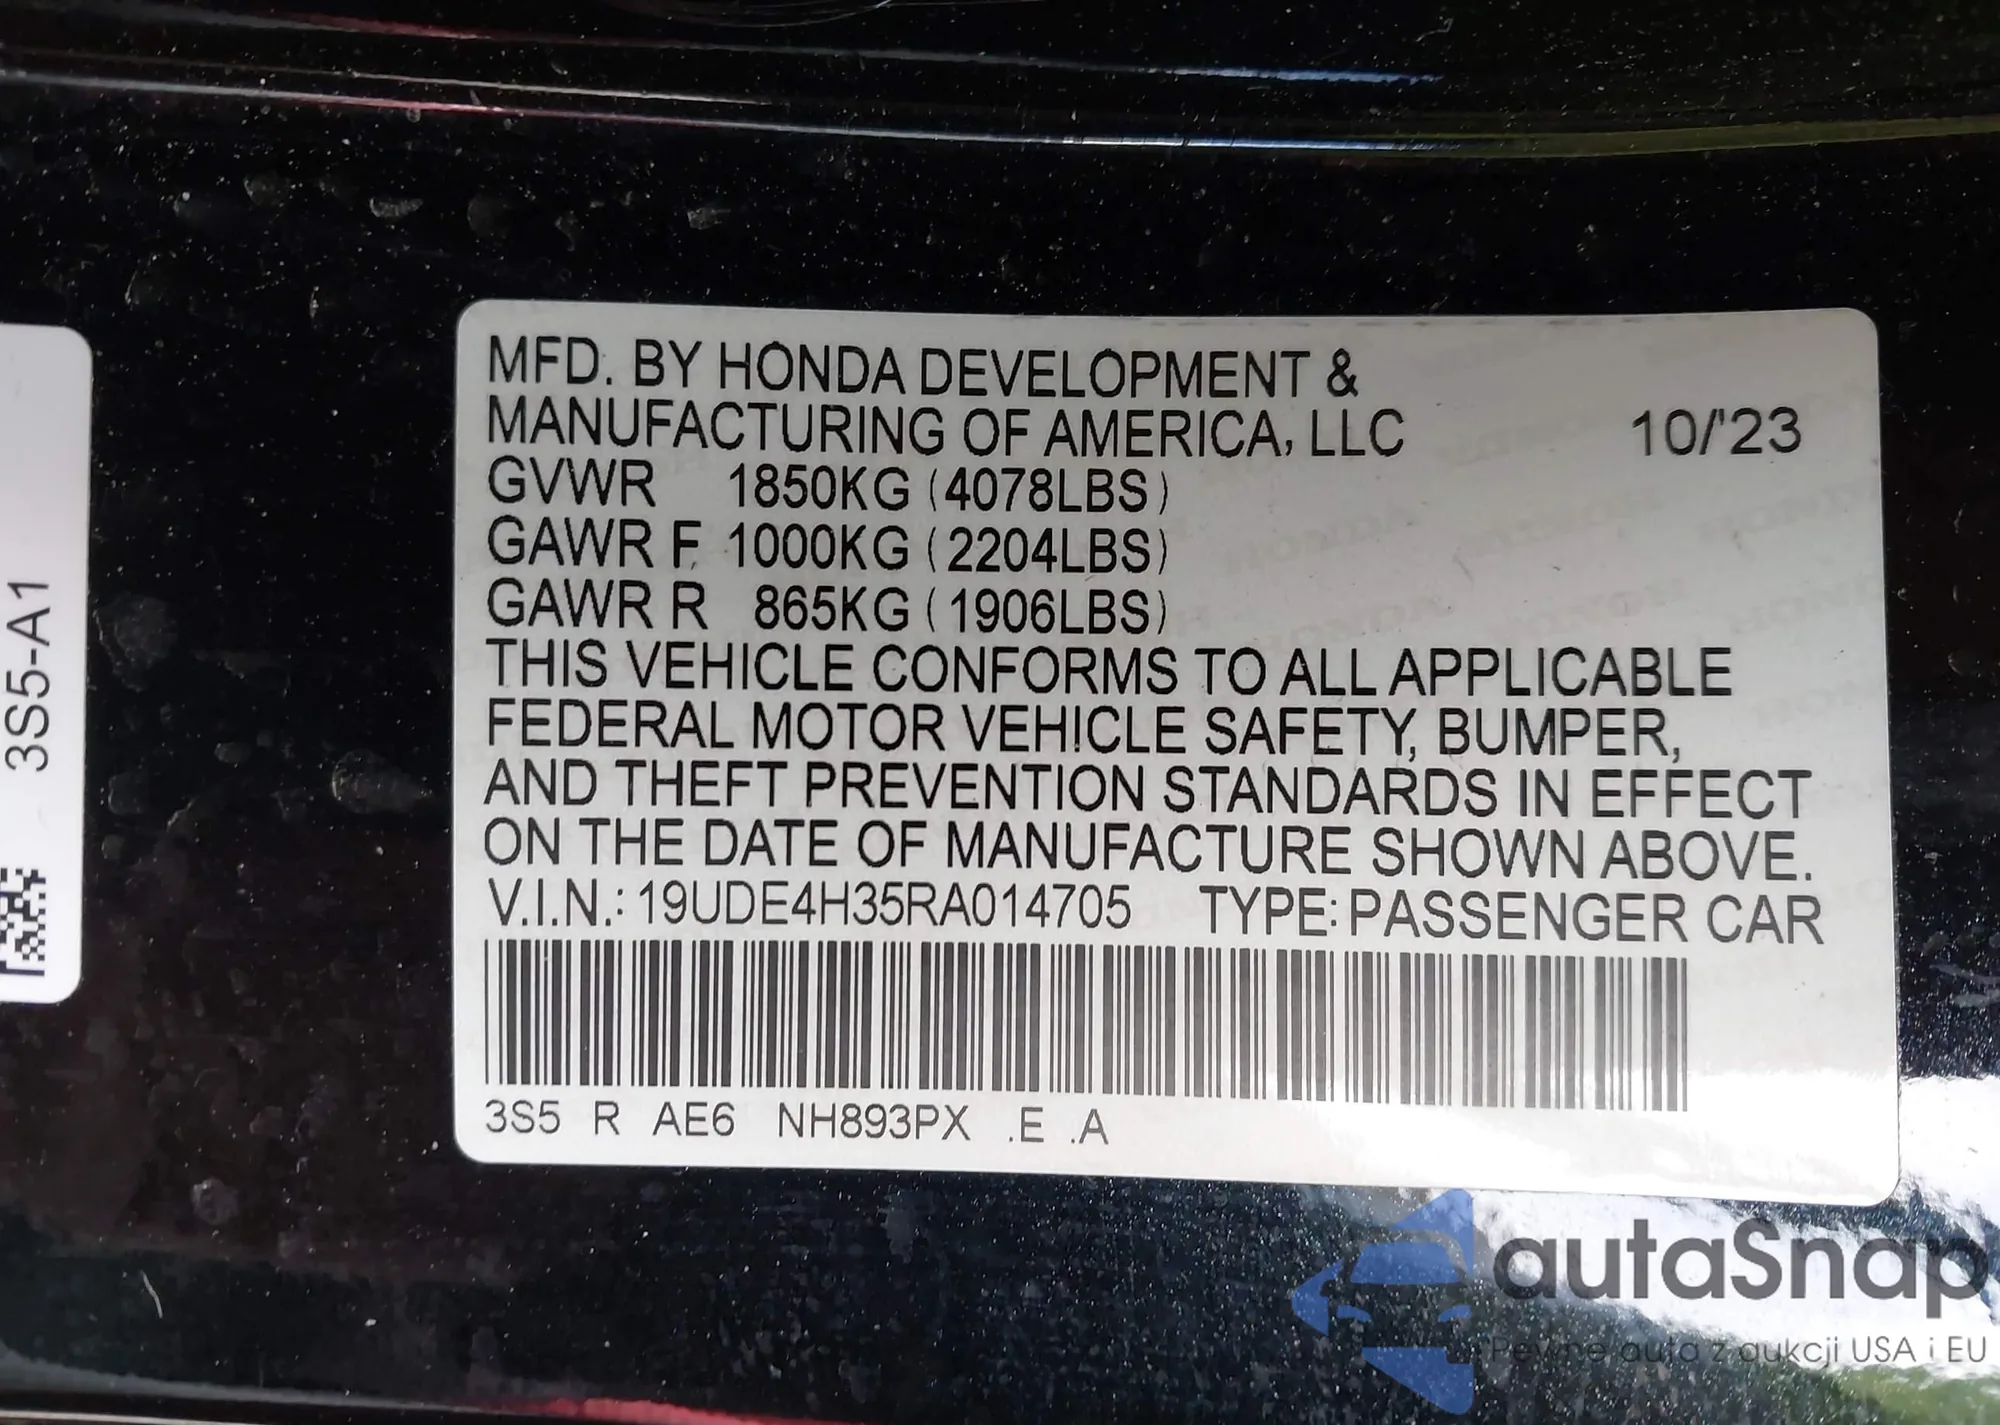 3S5-A1
MFD. BY HONDA DEVELOPMENT &
MANUFACTURING OF AMERICA, LLC 10/'23
GVWR 1850KG (4078LBS)
GAWR F 1000KG (2204LBS)
GAWR R 865KG (1906LBS)
THIS VEHICLE CONFORMS TO ALL APPLICABLE
FEDERAL MOTOR VEHICLE SAFETY, BUMPER,
AND THEFT PREVENTION STANDARDS IN EFFECT
ON THE DATE OF MANUFACTURE SHOWN ABOVE.
V.I.N.: 19UDE4H35RA014705 TYPE: PASSENGER CAR
3S5 R AE6 NH893PX .E .A
autaSnap
Pewne auta z aukcji USA i EU